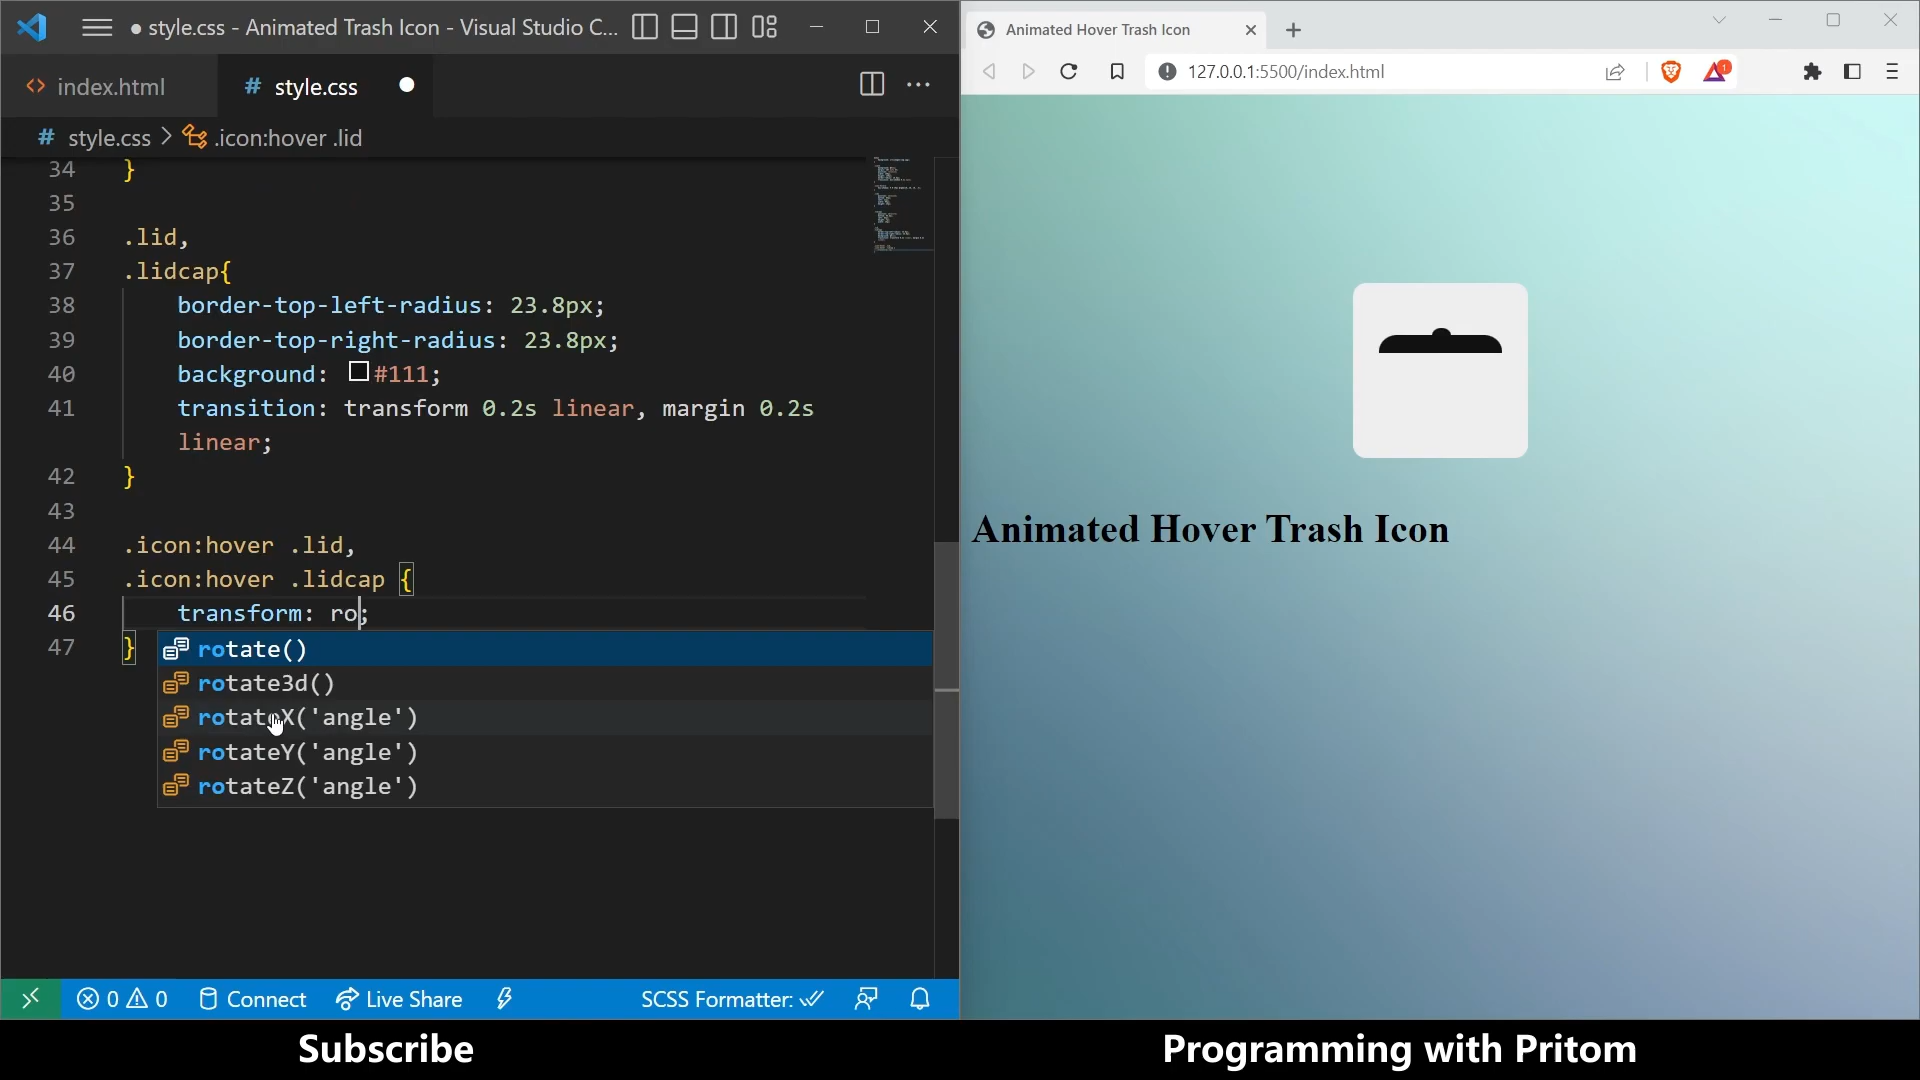 ● style.css - Animated Trash Icon - Visual Studio C...
index.html
# style.css ●
# style.css > .icon:hover .lid
34 }
35
36 .lid,
37 .lidcap{
38 border-top-left-radius: 23.8px;
39 border-top-right-radius: 23.8px;
40 background: #111;
41 transition: transform 0.2s linear, margin 0.2s
linear;
42 }
43
44 .icon:hover .lid,
45 .icon:hover .lidcap {
46 transform: ro;
47 }
rotate()
rotate3d()
rotateX('angle')
rotateY('angle')
rotateZ('angle')
0 0 Connect Live Share SCSS Formatter:
Animated Hover Trash Icon
127.0.0.1:5500/index.html
1
Animated Hover Trash Icon
Subscribe
Programming with Pritom